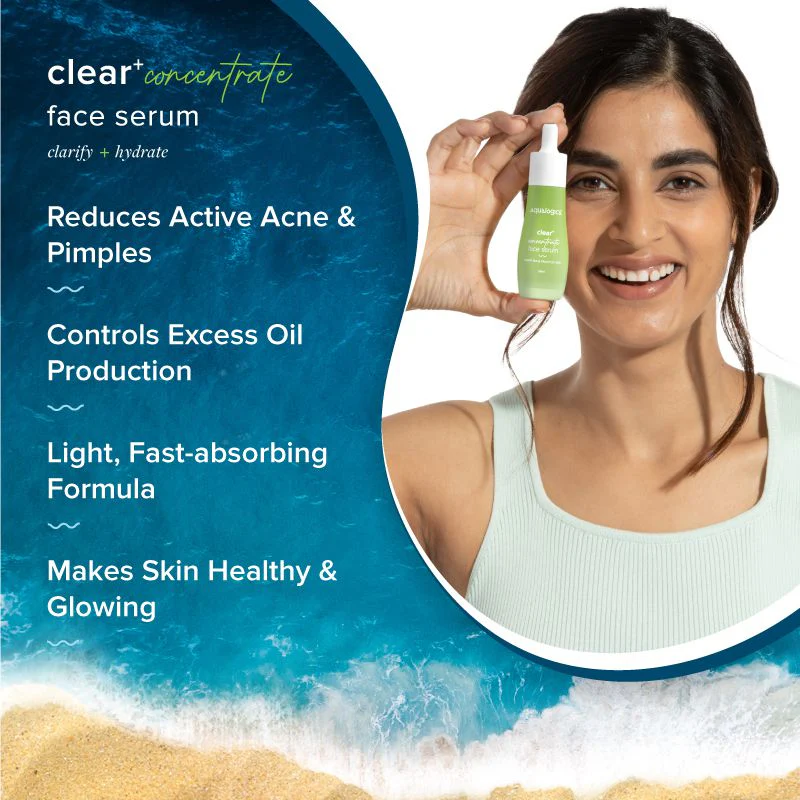 clear+ concentrate
face serum
clarify + hydrate
Reduces Active Acne &
Pimples
Controls Excess Oil
Production
Light, Fast-absorbing
Formula
Makes Skin Healthy &
Glowing
aqualogica
clear+
concentrate
face serum